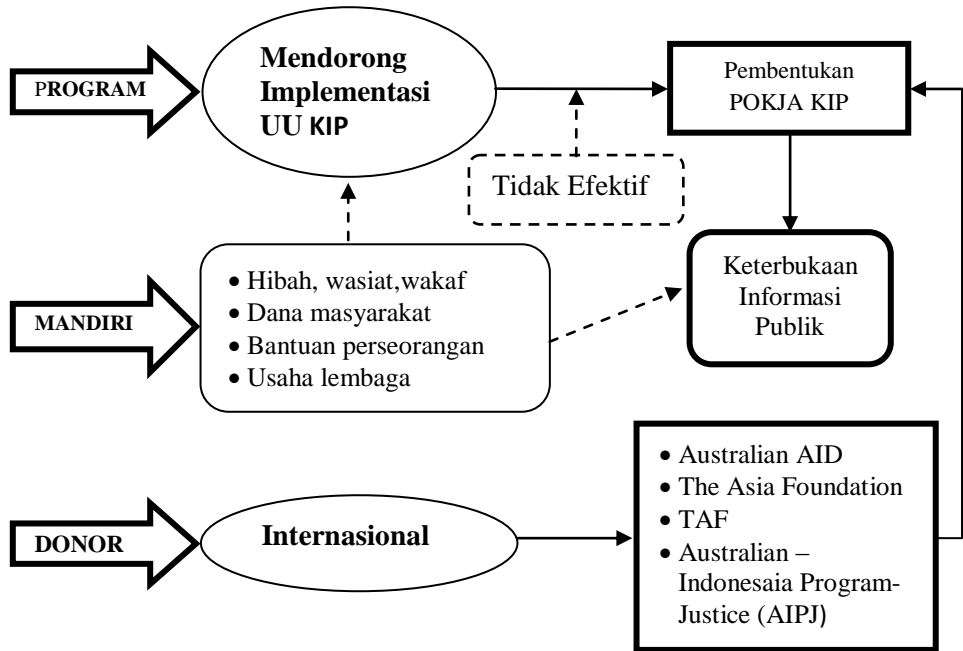 PROGRAM
Mendorong
Implementasi
UU KIP
Pembentukan
POKJA KIP
Tidak Efektif
MANDIRI
• Hibah, wasiat,wakaf
• Dana masyarakat
• Bantuan perseorangan
• Usaha lembaga
Keterbukaan
Informasi
Publik
DONOR
Internasional
• Australian AID
• The Asia Foundation
• TAF
• Australian –
Indonesaia Program-
Justice (AIPJ)